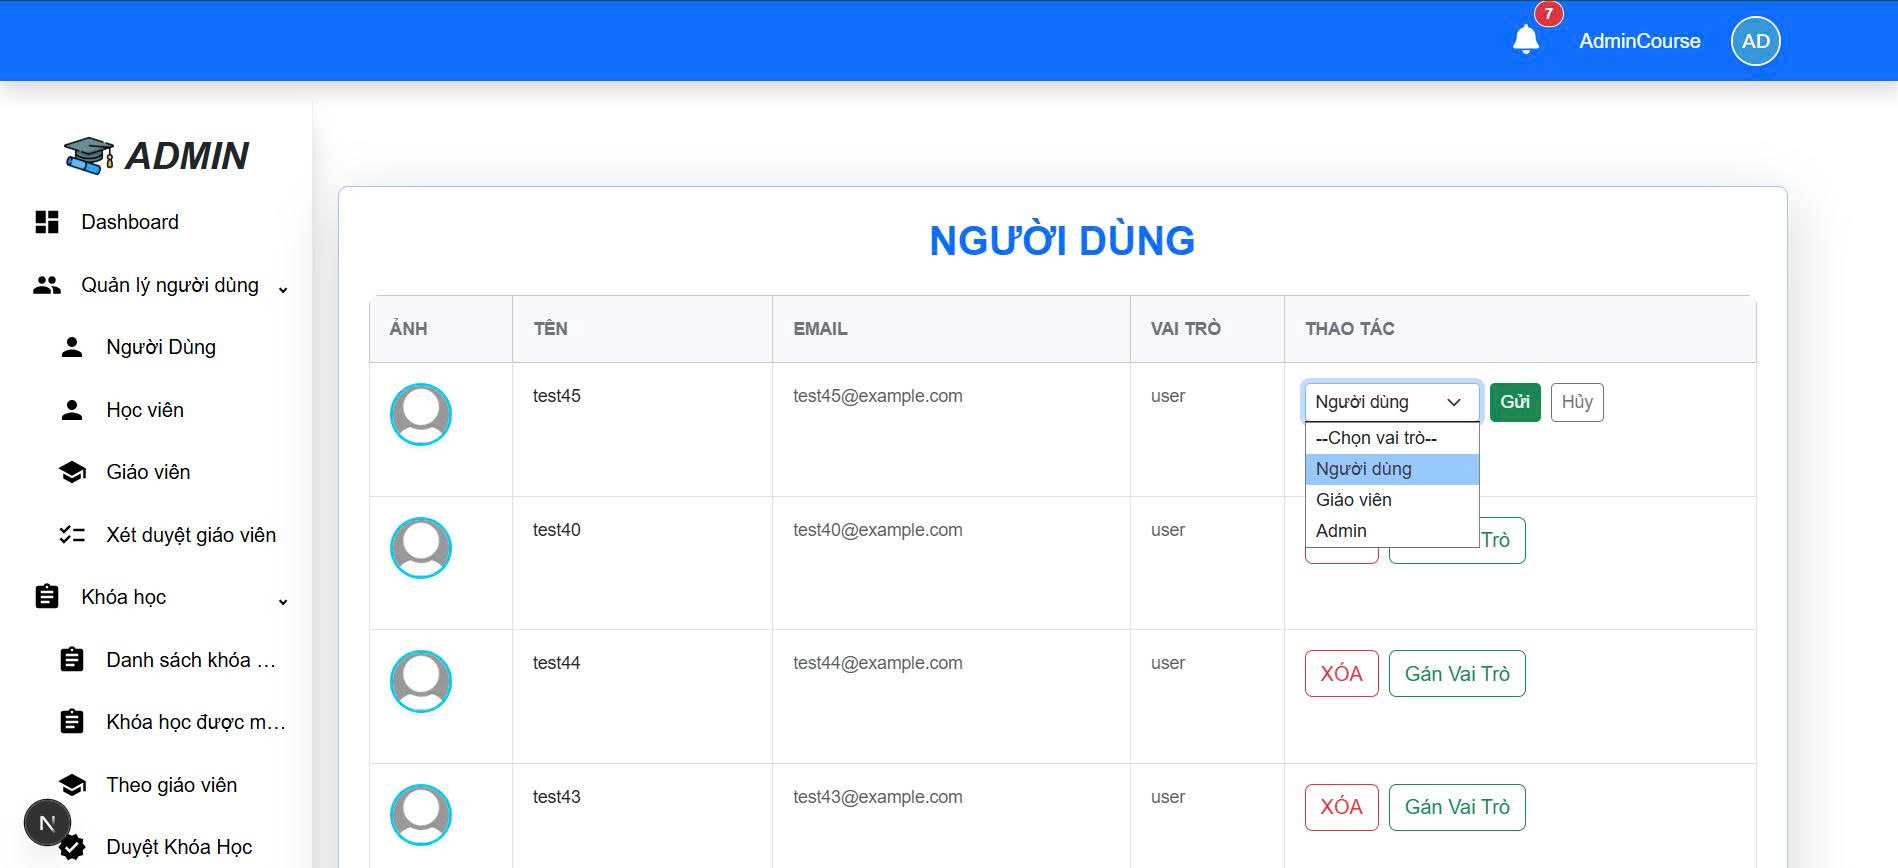 7
AdminCourse
AD
ADMIN
Dashboard
Quản lý người dùng
Người Dùng
Học viên
Giáo viên
Xét duyệt giáo viên
Khóa học
Danh sách khóa ...
Khóa học được m...
Theo giáo viên
N
Duyệt Khóa Học
NGƯỜI DÙNG
ẢNH TÊN EMAIL VAI TRÒ THAO TÁC
test45 test45@example.com user Người dùng Gửi Hủy
--Chọn vai trò--
Người dùng
Giáo viên
Admin
test40 test40@example.com user Trò
test44 test44@example.com user XÓA Gán Vai Trò
test43 test43@example.com user XÓA Gán Vai Trò